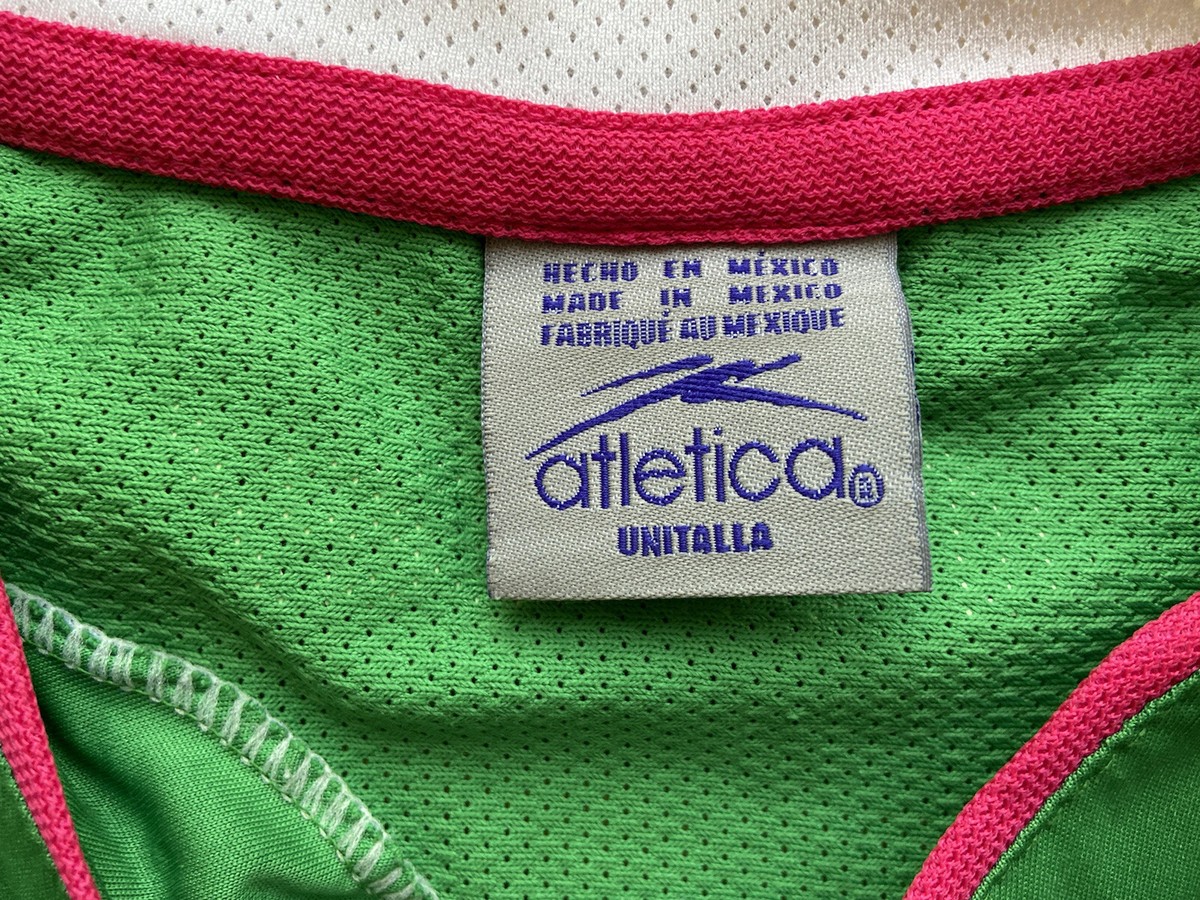 HECHO EN MÉXICO
MADE IN MEXICO
FABRIQUÉ AU MEXIQUE
atletica®
UNITALLA